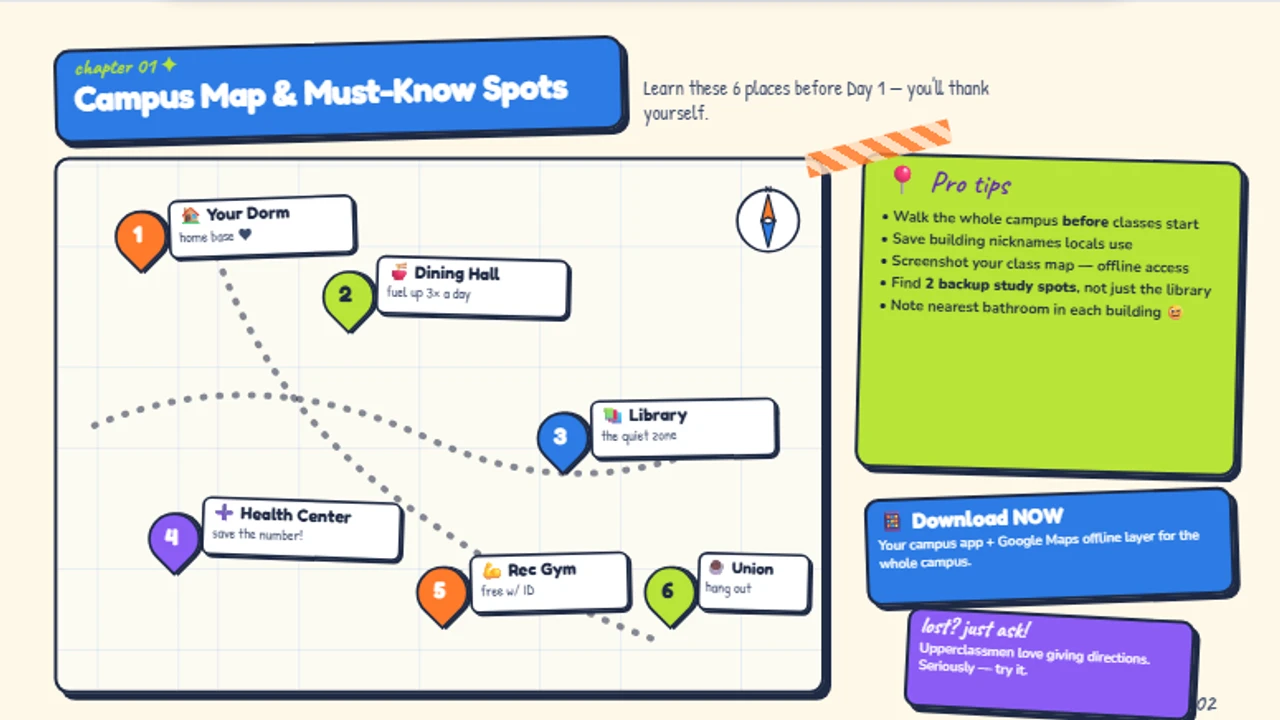 chapter 01 ✦
Campus Map & Must-Know Spots
Learn these 6 places before Day 1 — you'll thank
yourself.
N
1
🏠 Your Dorm
home base ♥
2
🍲 Dining Hall
fuel up 3x a day
3
📚 Library
the quiet zone
4
➕ Health Center
save the number!
5
💪 Rec Gym
free w/ ID
6
☕ Union
hang out
📍 Pro tips
• Walk the whole campus before classes start
• Save building nicknames locals use
• Screenshot your class map — offline access
• Find 2 backup study spots, not just the library
• Note nearest bathroom in each building 😅
🧮 Download NOW
Your campus app + Google Maps offline layer for the
whole campus.
lost? just ask!
Upperclassmen love giving directions.
Seriously — try it.
02